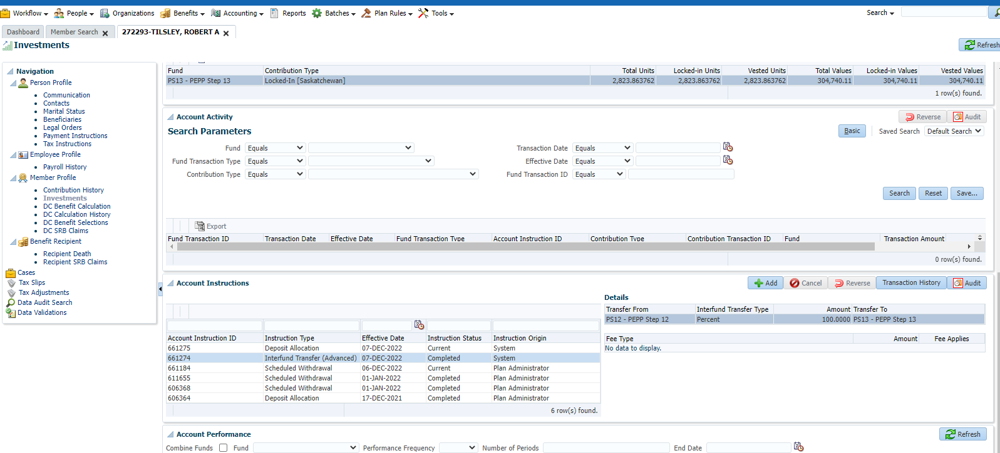 Workflow People Organizations Benefits Accounting Reports Batches Plan Rules Tools Search
Dashboard Member Search 272293-TILSLEY, ROBERT A
Investments Refresh
Navigation
Person Profile
Communication
Contacts
Marital Status
Beneficiaries
Legal Orders
Payment Instructions
Tax Instructions
Employee Profile
Payroll History
Member Profile
Contribution History
Investments
DC Benefit Calculation
DC Calculation History
DC Benefit Selections
DC SRB Claims
Benefit Recipient
Recipient Death
Recipient SRB Claims
Cases
Tax Slips
Tax Adjustments
Data Audit Search
Data Validations
Fund Contribution Type Total Units Locked-in Units Vested Units Total Values Locked-in Values Vested Values
PS13 - PEPP Step 13 Locked-In [Saskatchewan] 2,823.863762 2,823.863762 2,823.863762 304,740.11 304,740.11 304,740.11
1 row(s) found.
Account Activity Reverse Audit
Search Parameters Basic Saved Search Default Search
Fund Equals Transaction Date Equals
Fund Transaction Type Equals Effective Date Equals
Contribution Type Equals Fund Transaction ID Equals
Search Reset Save...
Export
Fund Transaction ID Transaction Date Effective Date Fund Transaction Type Account Instruction ID Contribution Type Contribution Transaction ID Fund Transaction Amount
0 row(s) found.
Account Instructions Add Cancel Reverse Transaction History Audit
Account Instruction ID Instruction Type Effective Date Instruction Status Instruction Origin
661275 Deposit Allocation 07-DEC-2022 Current System
661274 Interfund Transfer (Advanced) 07-DEC-2022 Completed System
661184 Scheduled Withdrawal 06-DEC-2022 Current Plan Administrator
611655 Scheduled Withdrawal 01-JAN-2022 Completed Plan Administrator
606368 Scheduled Withdrawal 01-JAN-2022 Completed Plan Administrator
606364 Deposit Allocation 17-DEC-2021 Completed Plan Administrator
6 row(s) found.
Details
Transfer From Interfund Transfer Type Amount Transfer To
PS12 - PEPP Step 12 Percent 100.0000 PS13 - PEPP Step 13
Fee Type Amount Fee Applies
No data to display.
Account Performance Refresh
Combine Funds Fund Performance Frequency Number of Periods End Date